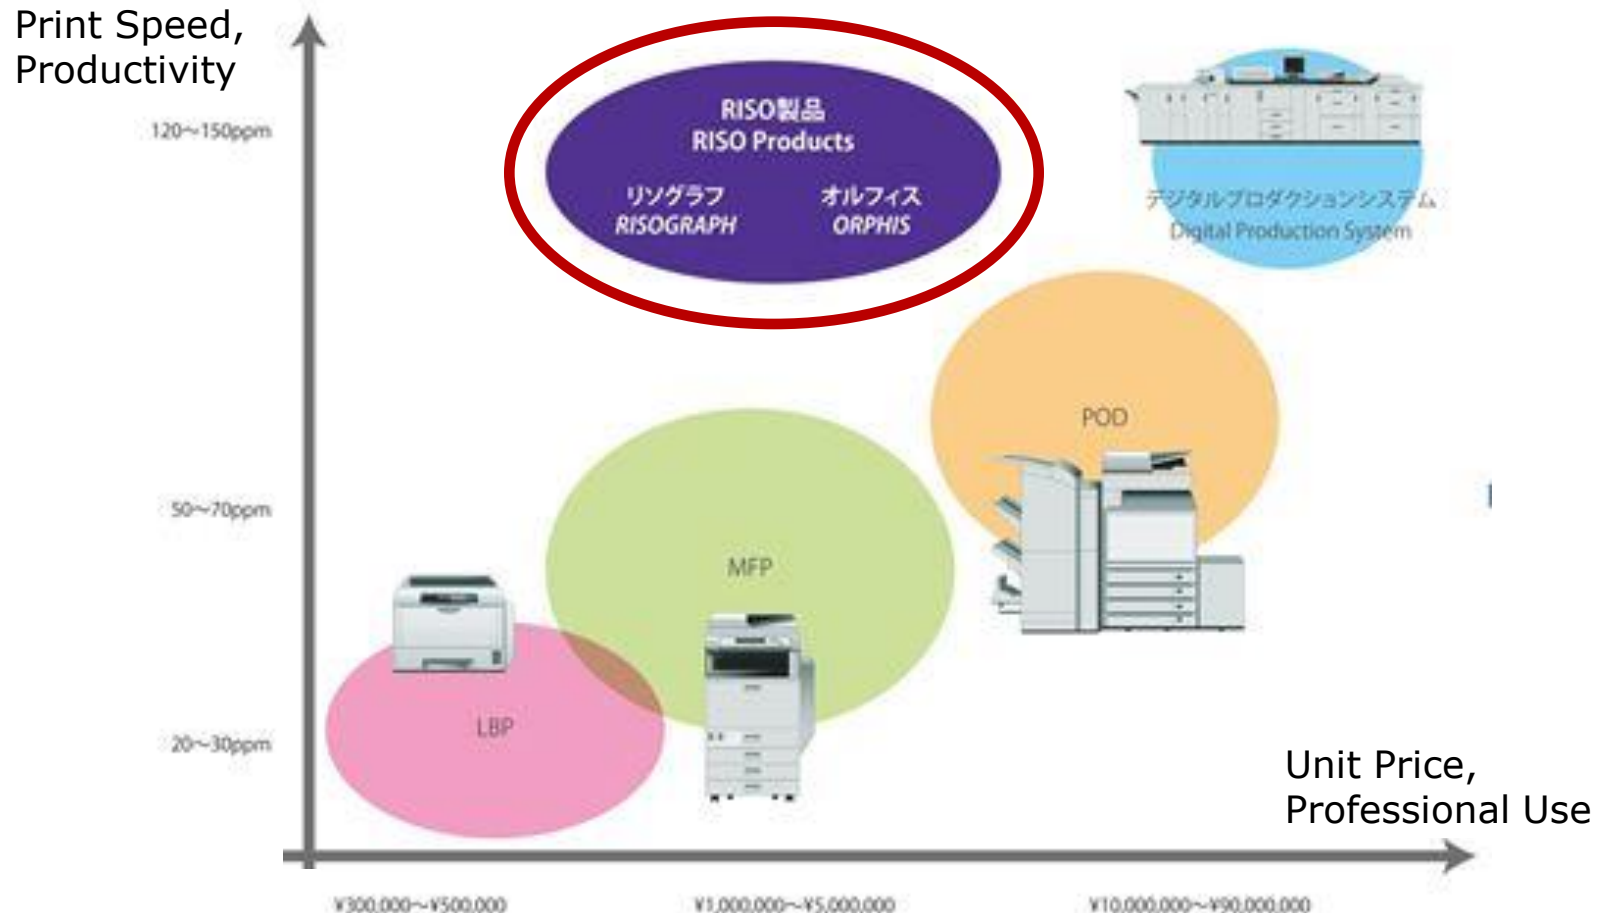 Print Speed,
Productivity
120～150ppm
RISO製品
RISO Products
リソグラフ
RISOGRAPH
オルフィス
ORPHIS
デジタルプロダクションシステム
Digital Production System
POD
50～70ppm
MFP
LBP
20～30ppm
Unit Price,
Professional Use
¥300,000～¥500,000
¥1,000,000～¥5,000,000
¥10,000,000～¥90,000,000